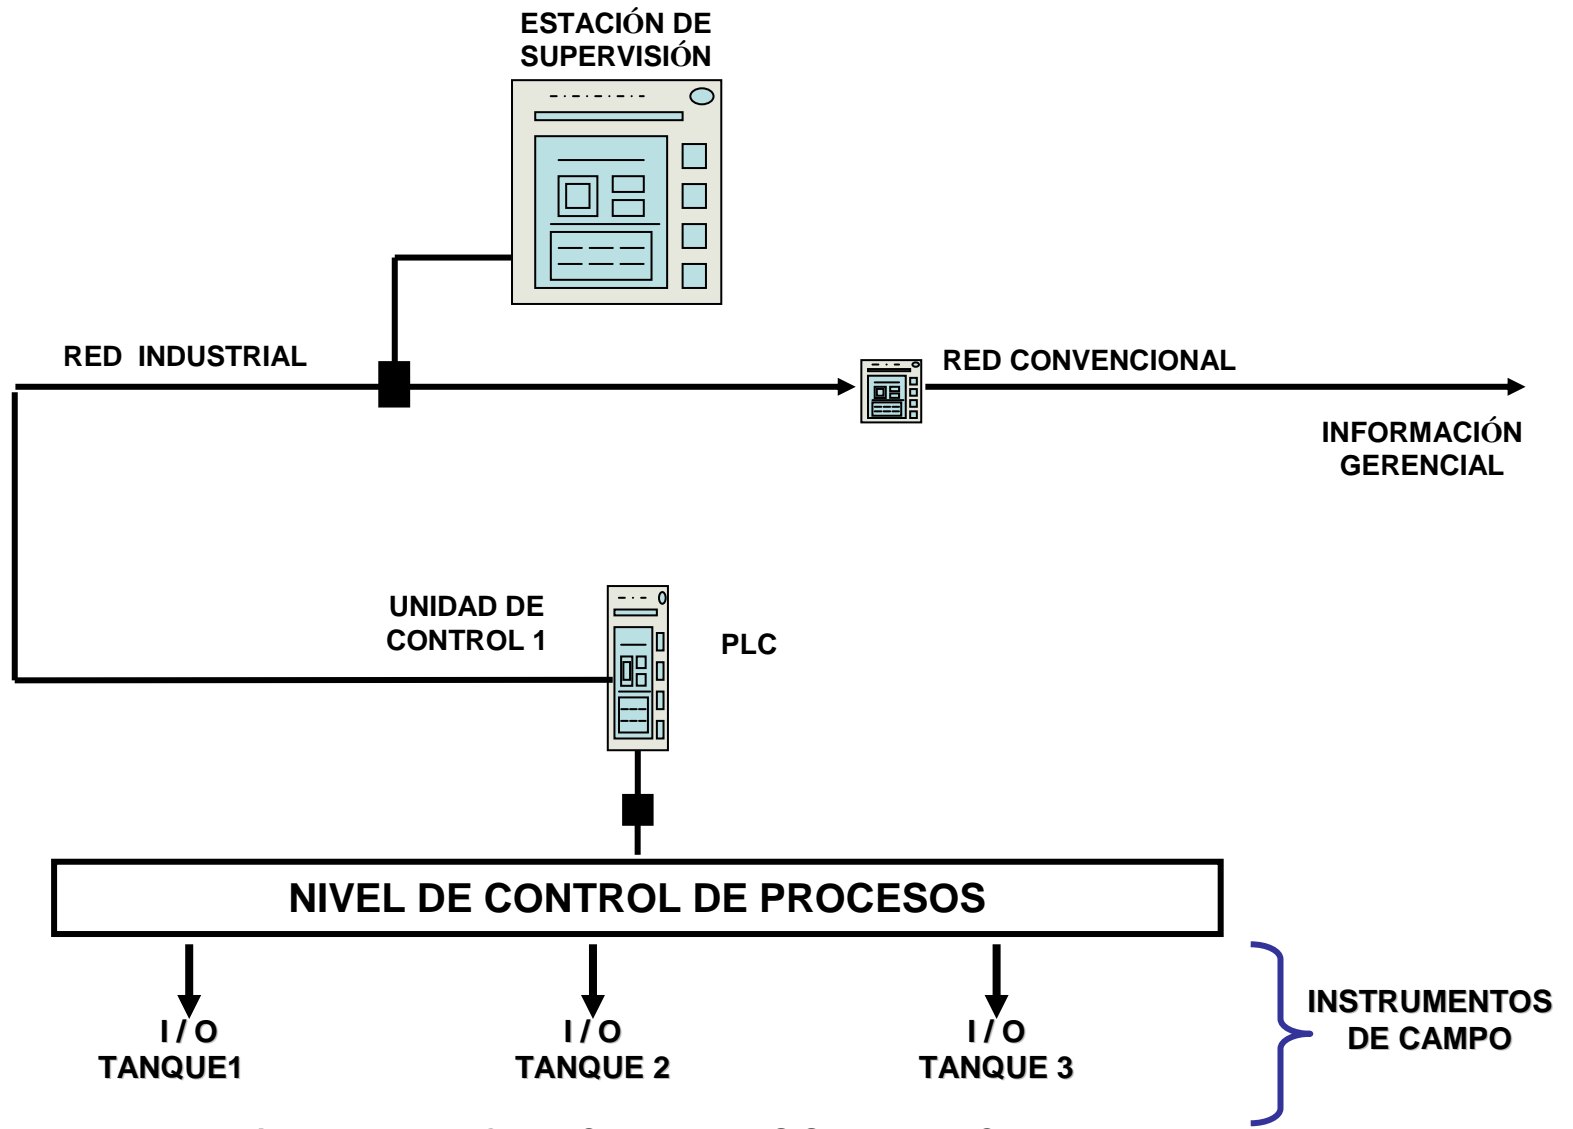 ESTACIÓN DE
SUPERVISIÓN
RED INDUSTRIAL
RED CONVENCIONAL
INFORMACIÓN
GERENCIAL
UNIDAD DE
CONTROL 1
PLC
NIVEL DE CONTROL DE PROCESOS
I / O
TANQUE1
I / O
TANQUE 2
I / O
TANQUE 3
INSTRUMENTOS
DE CAMPO